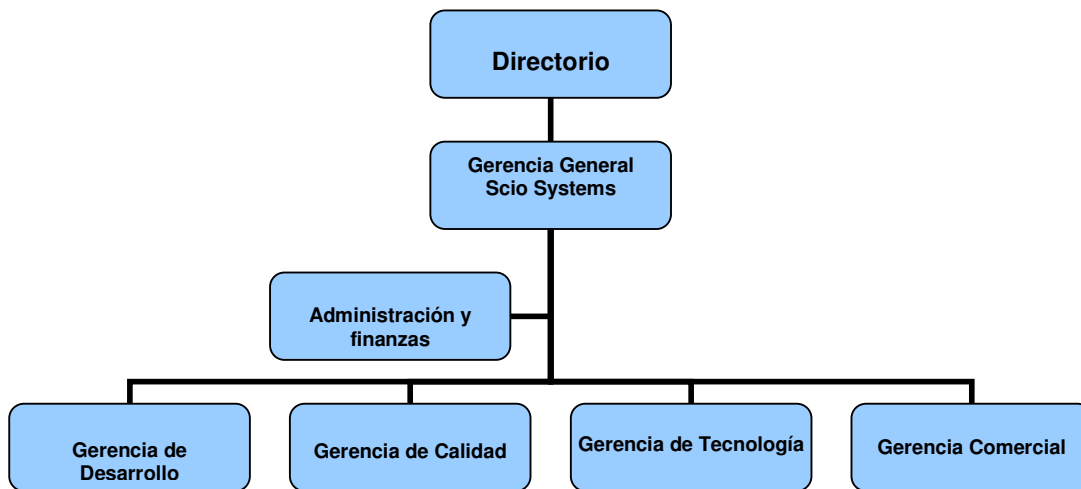 Directorio
Gerencia General
Scio Systems
Administración y
finanzas
Gerencia de
Desarrollo
Gerencia de Calidad
Gerencia de Tecnología
Gerencia Comercial